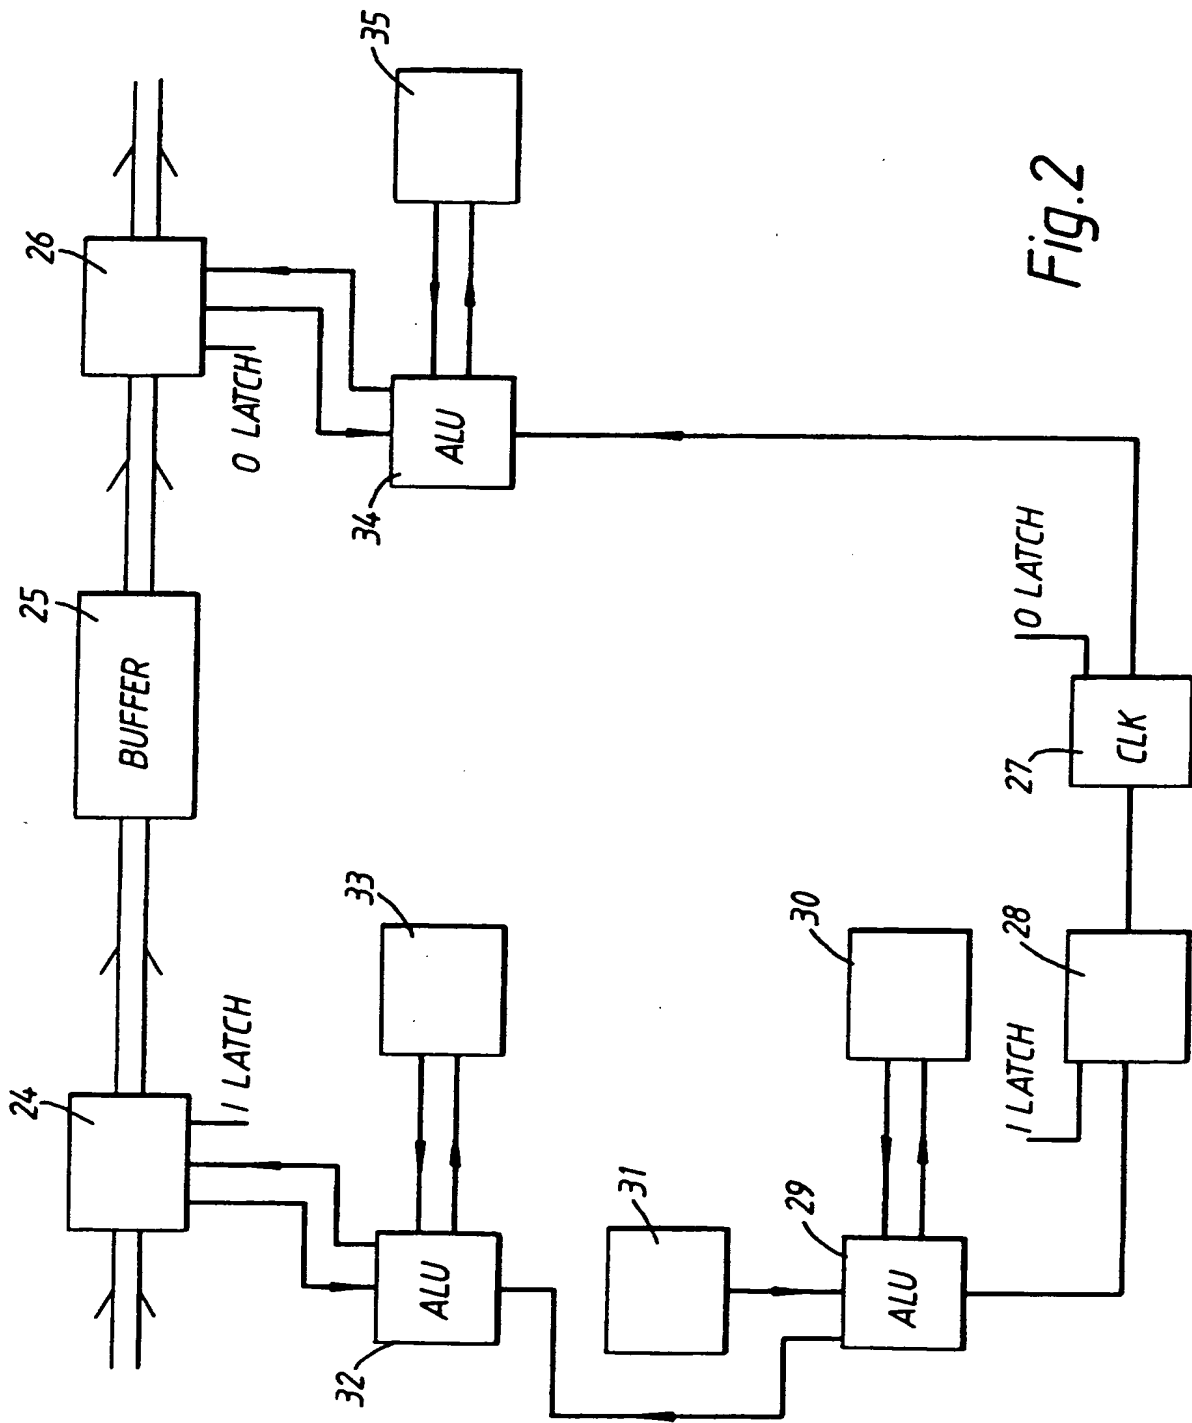 24
25
26
BUFFER
I LATCH
O LATCH
32
33
34
35
ALU
ALU
31
29
30
ALU
28
27
I LATCH
O LATCH
CLK
Fig.2